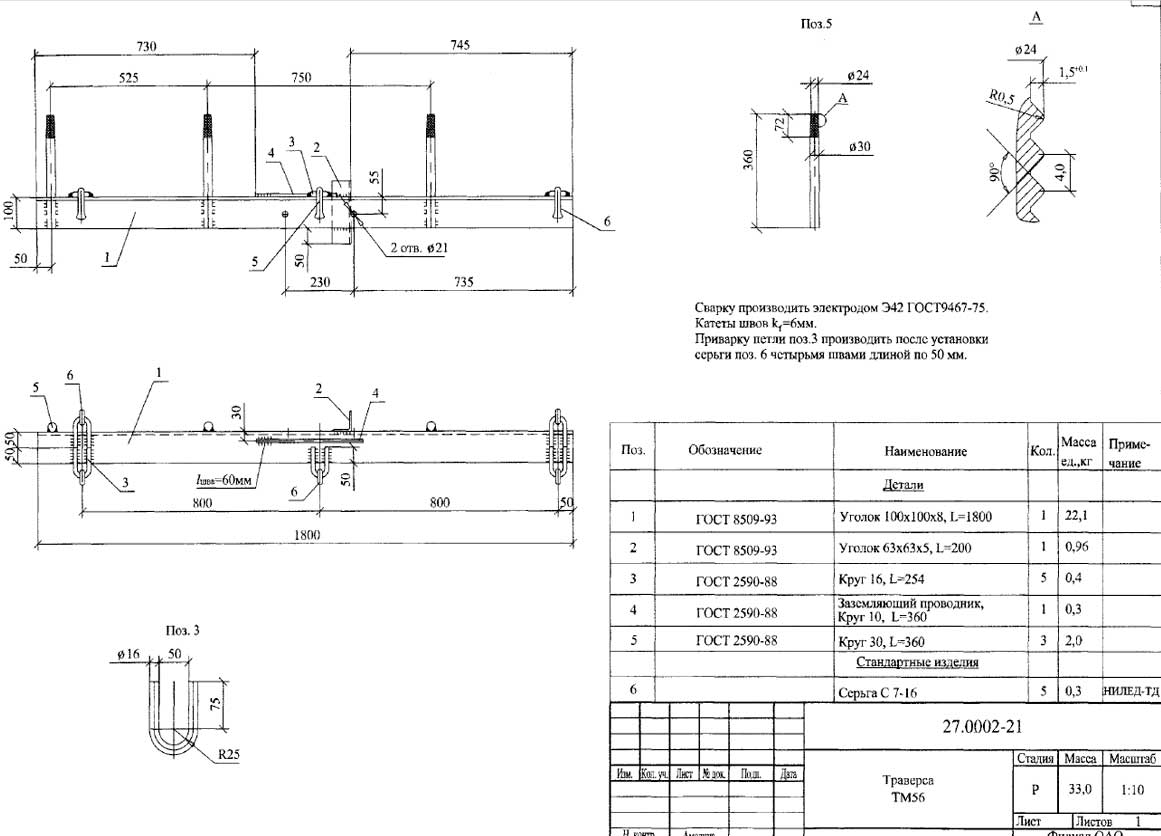 730
745
525
750
3
2
4
55
100
1
50
5
50
2 отв. ø21
6
230
735
Поз.5
ø24
А
72
360
ø30
А
ø24
1,5+0.1
R0,5
90°
4,0
Сварку производить электродом Э42 ГОСТ9467-75.
Катеты швов kf=6мм.
Приварку петли поз.3 производить после установки
серьги поз. 6 четырьмя швами длиной по 50 мм.
5
6
1
30
2
4
50
50
3
lшва=60мм
6
50
800
800
50
1800
Поз. 3
ø16
50
75
R25
Поз. Обозначение Наименование Кол. Масса ед.,кг Приме-чание
Детали
1 ГОСТ 8509-93 Уголок 100х100х8, L=1800 1 22,1
2 ГОСТ 8509-93 Уголок 63х63х5, L=200 1 0,96
3 ГОСТ 2590-88 Круг 16, L=254 5 0,4
4 ГОСТ 2590-88 Заземляющий проводник, Круг 10, L=360 1 0,3
5 ГОСТ 2590-88 Круг 30, L=360 3 2,0
Стандартные изделия
6 Серьга С 7-16 5 0,3 НИЛЕД-ТД
27.0002-21
Изм. Кол. уч. Лист № док. Подп. Дата
Траверса
ТМ56
Стадия Масса Масштаб
Р 33,0 1:10
Лист Листов 1